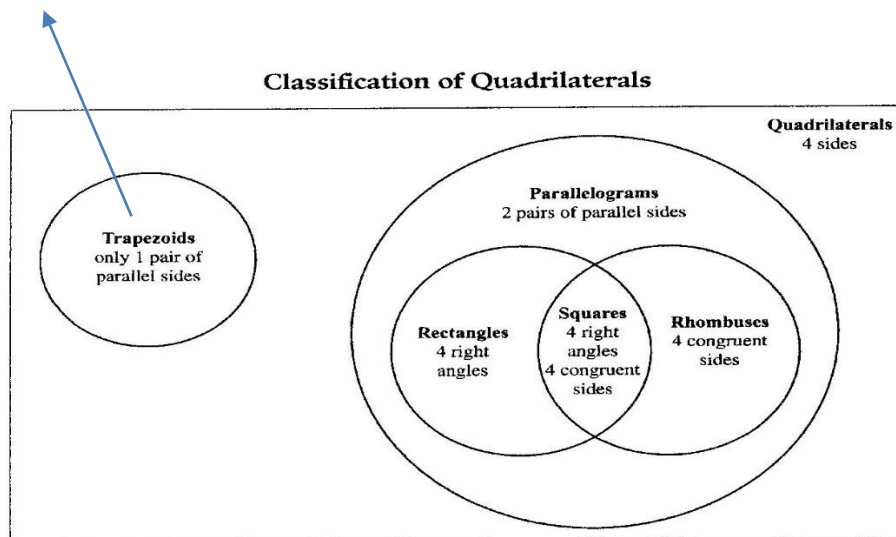 Classification of Quadrilaterals
Quadrilaterals
4 sides
Parallelograms
2 pairs of parallel sides
Trapezoids
only 1 pair of
parallel sides
Rectangles
4 right
angles
Squares
4 right
angles
4 congruent
sides
Rhombuses
4 congruent
sides